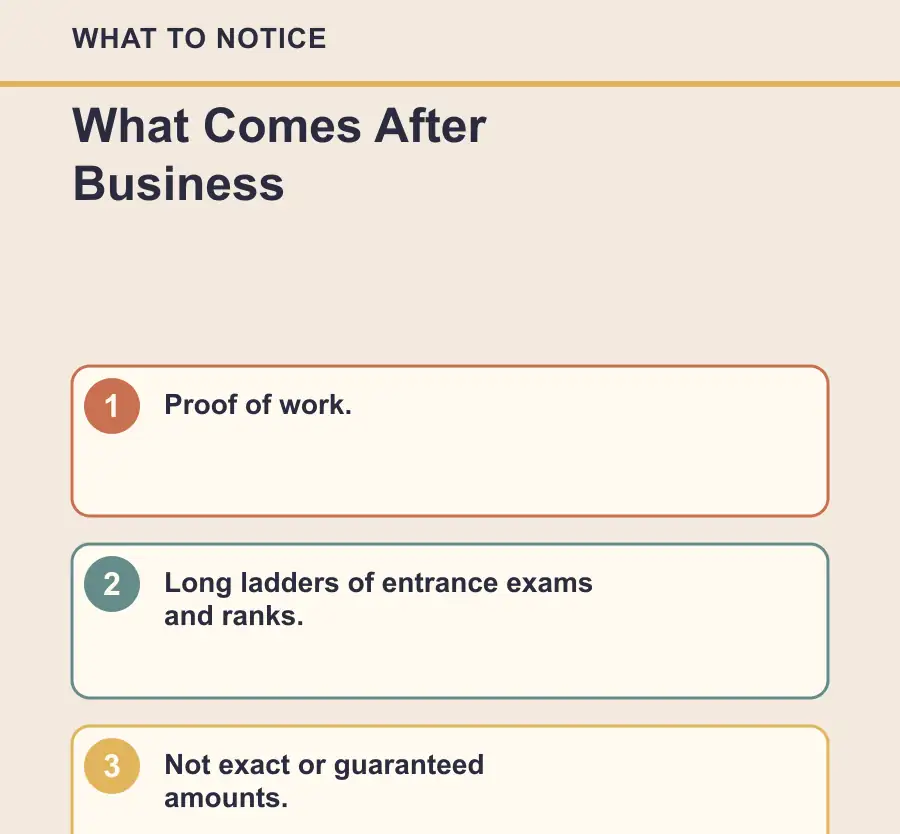 WHAT TO NOTICE
What Comes After
Business
1
Proof of work.
2
Long ladders of entrance exams
and ranks.
3
Not exact or guaranteed
amounts.